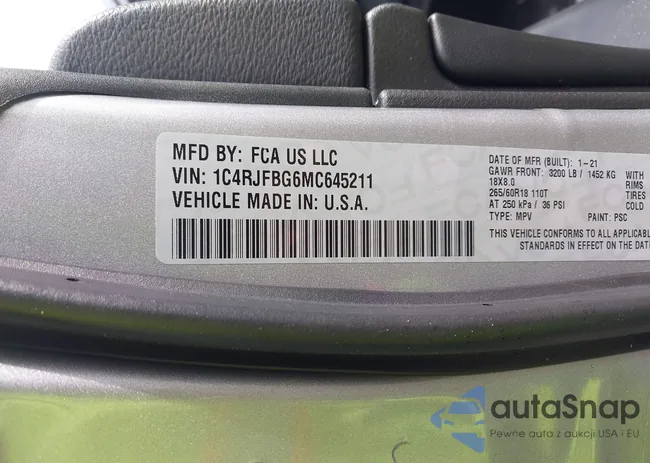 MFD BY: FCA US LLC
VIN: 1C4RJFBG6MC645211
VEHICLE MADE IN: U.S.A.
DATE OF MFR (BUILT): 1-21
GAWR FRONT: 3200 LB / 1452 KG WITH
18X8.0 RIMS
265/60R18 110T TIRES
AT 250 kPa / 36 PSI COLD
TYPE: MPV PAINT: PSC
THIS VEHICLE CONFORMS TO ALL APPLICABL
STANDARDS IN EFFECT ON THE DAT
autaSnap
Pewne auta z aukcji USA i EU